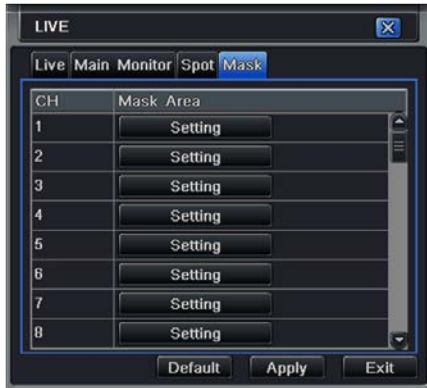 LIVE
Live Main Monitor Spot Mask
CH Mask Area
1 Setting
2 Setting
3 Setting
4 Setting
5 Setting
6 Setting
7 Setting
8 Setting
Default Apply Exit